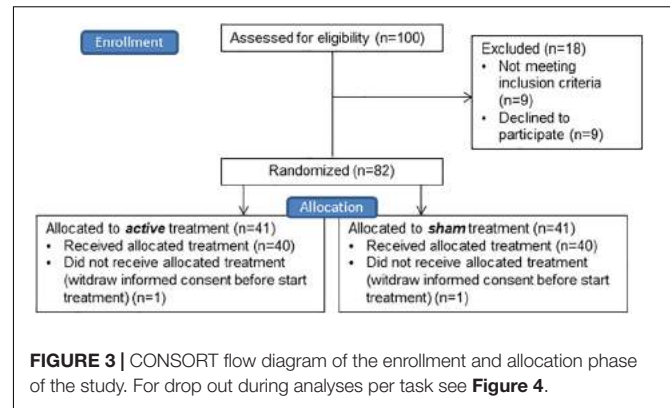 Enrollment
Assessed for eligibility (n=100)
Excluded (n=18)
• Not meeting
inclusion criteria
(n=9)
• Declined to
participate (n=9)
Randomized (n=82)
Allocation
Allocated to active treatment (n=41)
• Received allocated treatment (n=40)
• Did not receive allocated treatment
(witdraw informed consent before start
treatment) (n=1)
Allocated to sham treatment (n=41)
• Received allocated treatment (n=40)
• Did not receive allocated treatment
(witdraw informed consent before start
treatment) (n=1)
FIGURE 3 | CONSORT flow diagram of the enrollment and allocation phase
of the study. For drop out during analyses per task see Figure 4.